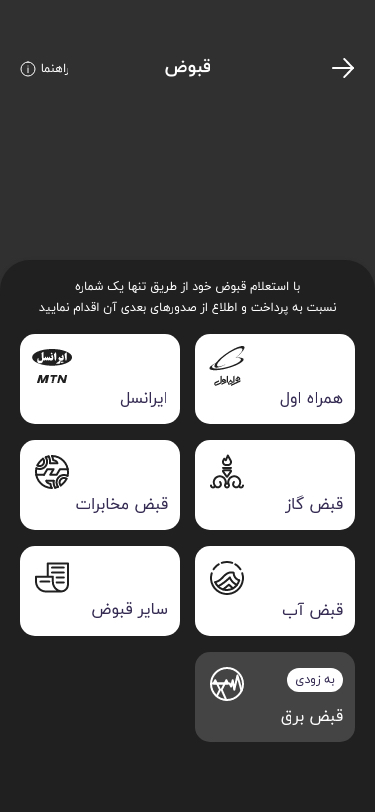 قبوض
راهنما
با استعلام قبوض خود از طریق تنها یک شماره
نسبت به پرداخت و اطلاع از صدورهای بعدی آن اقدام نمایید
همراه اول
همراه اول
ایرانسل
MTN
ایرانسل
قبض گاز
قبض مخابرات
قبض آب
سایر قبوض
به زودی
قبض برق